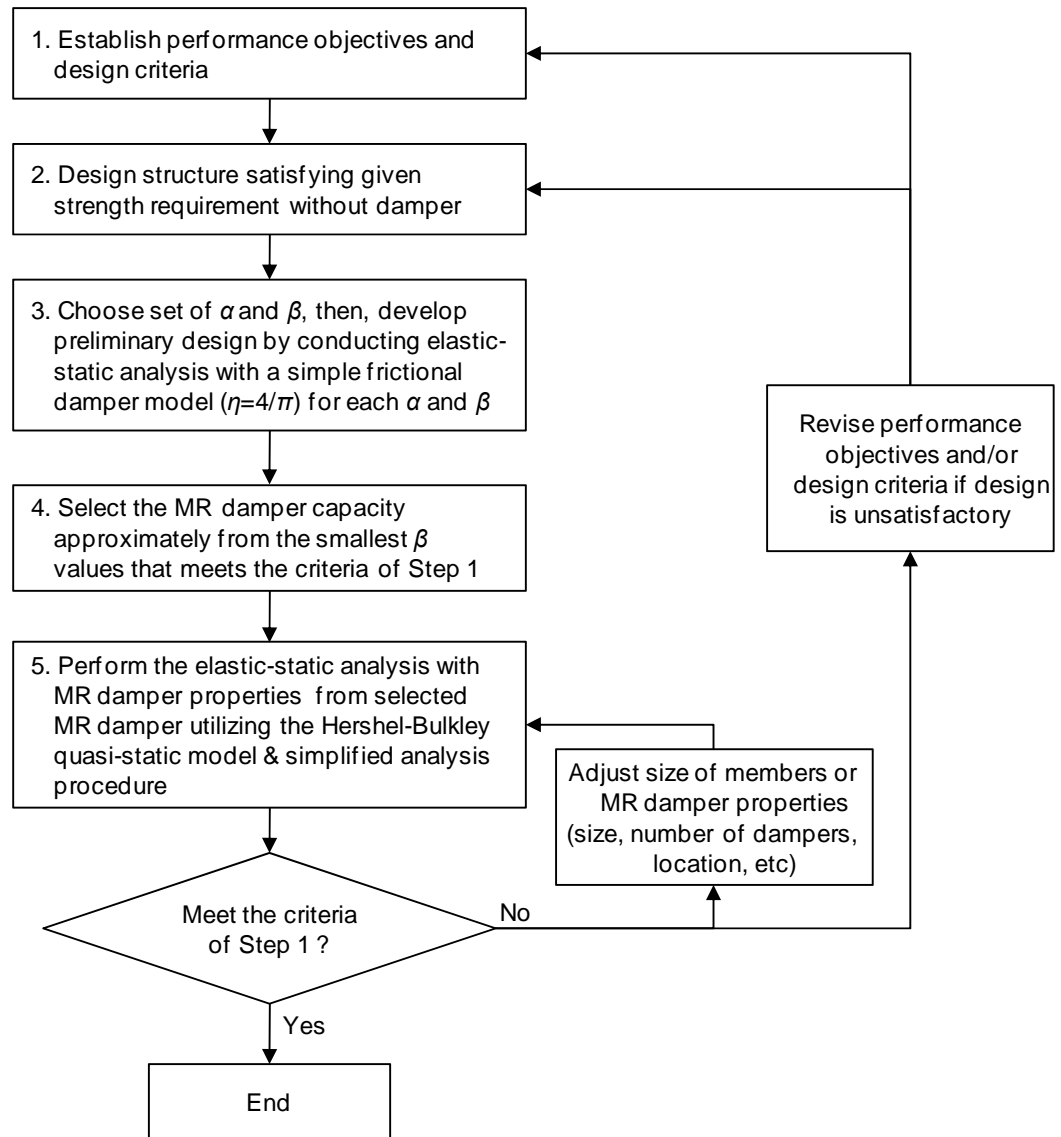 1. Establish performance objectives and
design criteria
2. Design structure satisfying given
strength requirement without damper
3. Choose set of α and β, then, develop
preliminary design by conducting elastic-
static analysis with a simple frictional
damper model (η=4/π) for each α and β
4. Select the MR damper capacity
approximately from the smallest β
values that meets the criteria of Step 1
5. Perform the elastic-static analysis with
MR damper properties from selected
MR damper utilizing the Hershel-Bulkley
quasi-static model & simplified analysis
procedure
Meet the criteria
of Step 1 ?
No
Yes
End
Adjust size of members or
MR damper properties
(size, number of dampers,
location, etc)
Revise performance
objectives and/or
design criteria if design
is unsatisfactory